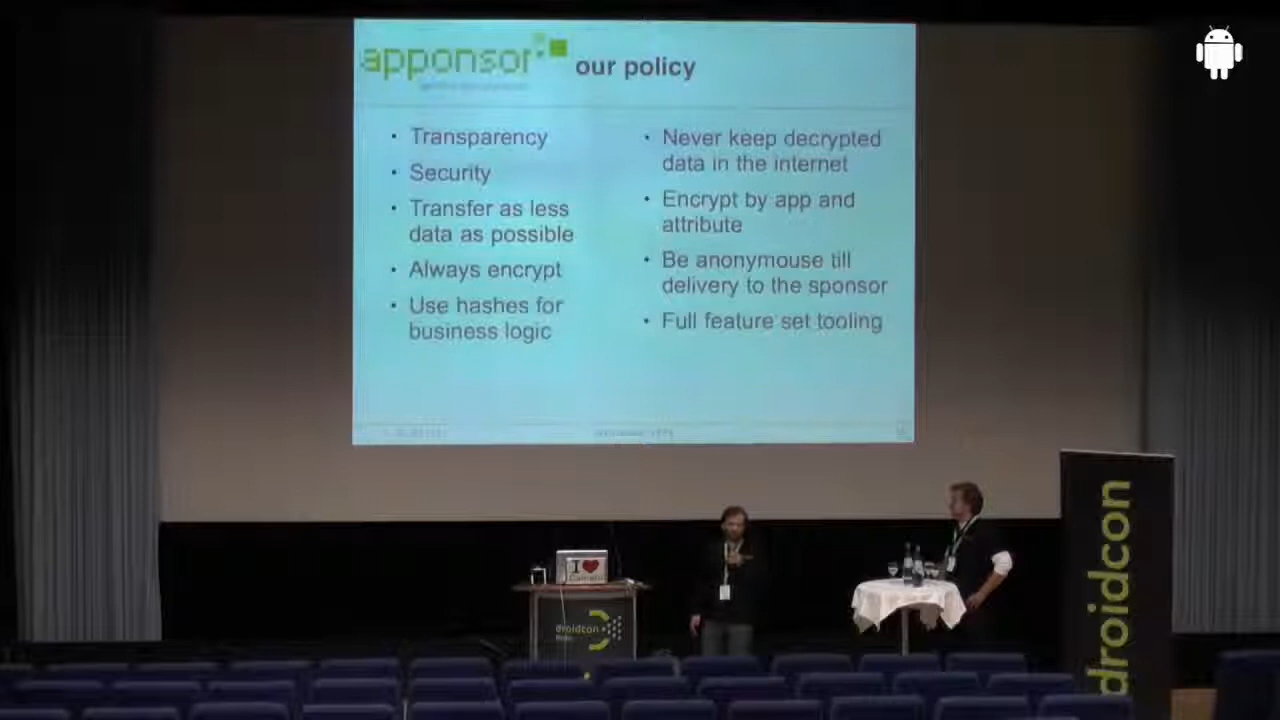 apponsor
our policy
• Transparency
• Security
• Transfer as less
data as possible
• Always encrypt
• Use hashes for
business logic
• Never keep decrypted
data in the internet
• Encrypt by app and
attribute
• Be anonymouse till
delivery to the sponsor
• Full feature set tooling
I
droidcon
droidcon